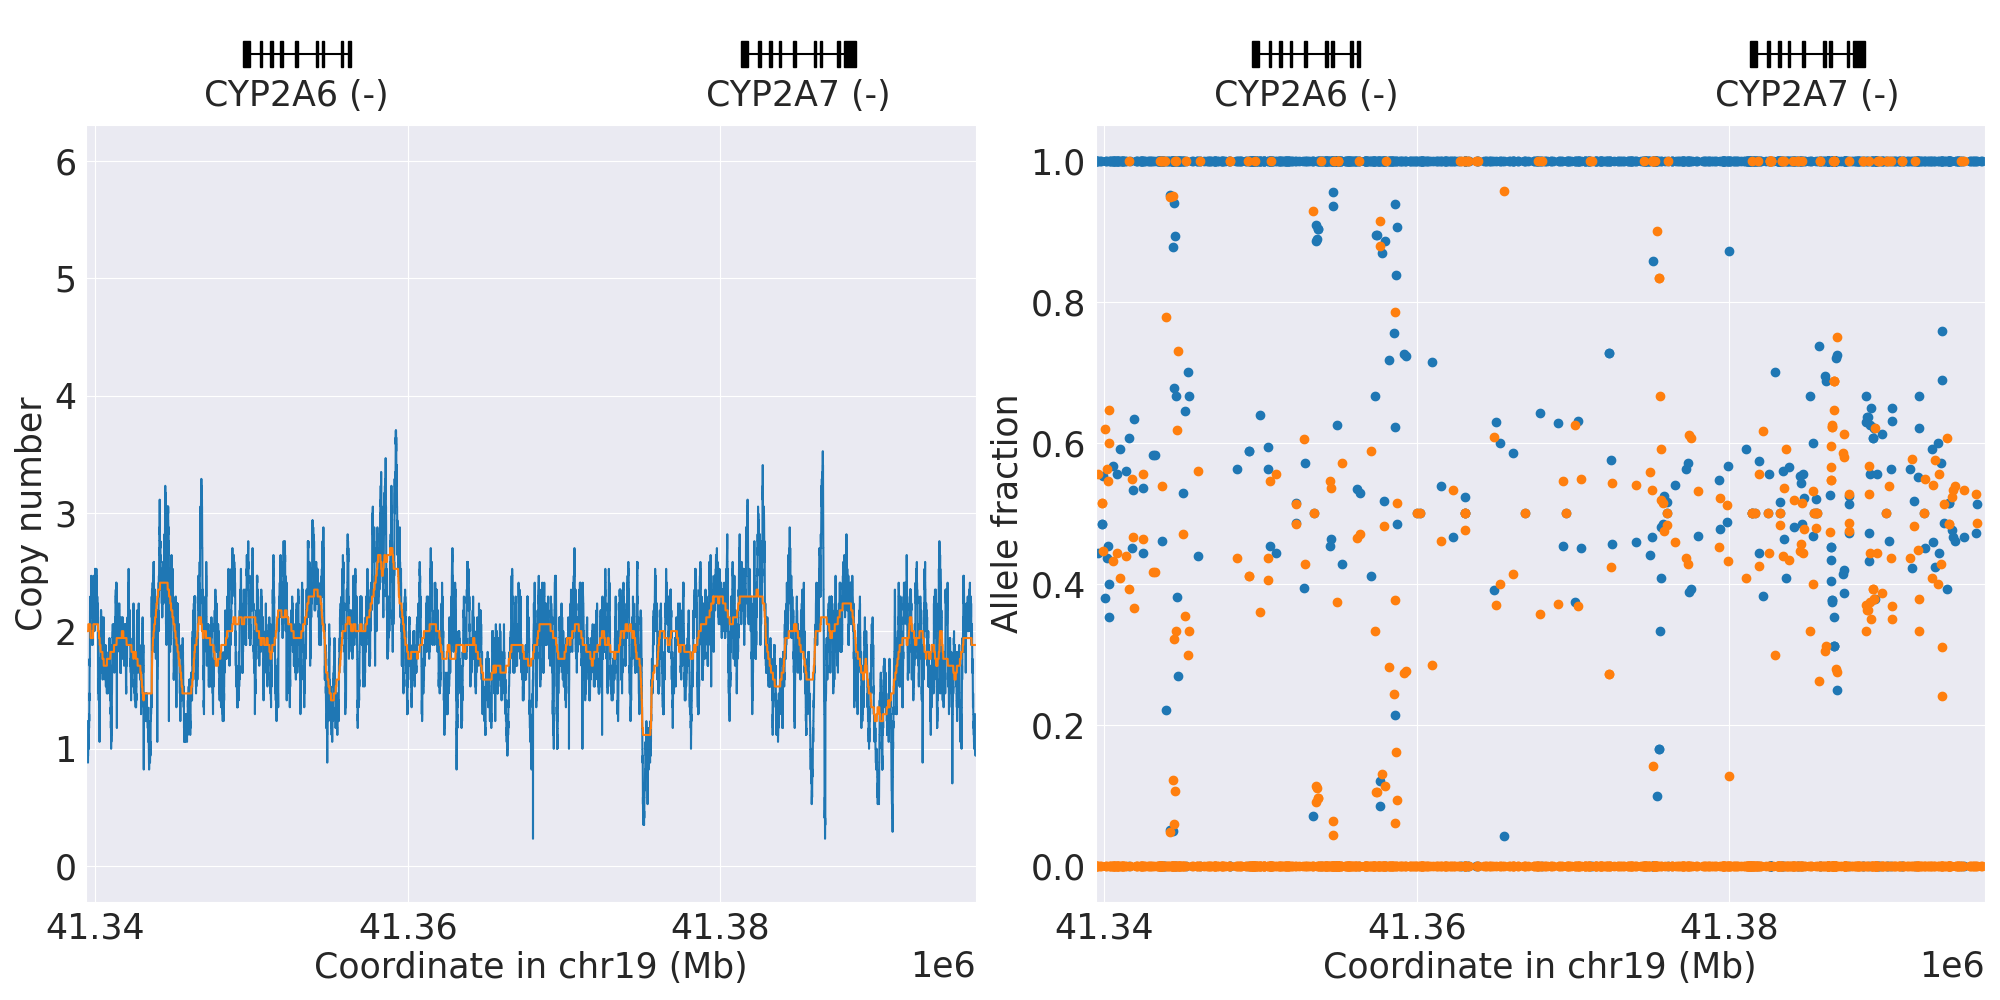 CYP2A6 (-)
CYP2A7 (-)
6
5
4
3
2
1
0
Copy number
41.34
41.36
41.38
Coordinate in chr19 (Mb)
1e6
CYP2A6 (-)
CYP2A7 (-)
1.0
0.8
0.6
0.4
0.2
0.0
Allele fraction
41.34
41.36
41.38
Coordinate in chr19 (Mb)
1e6